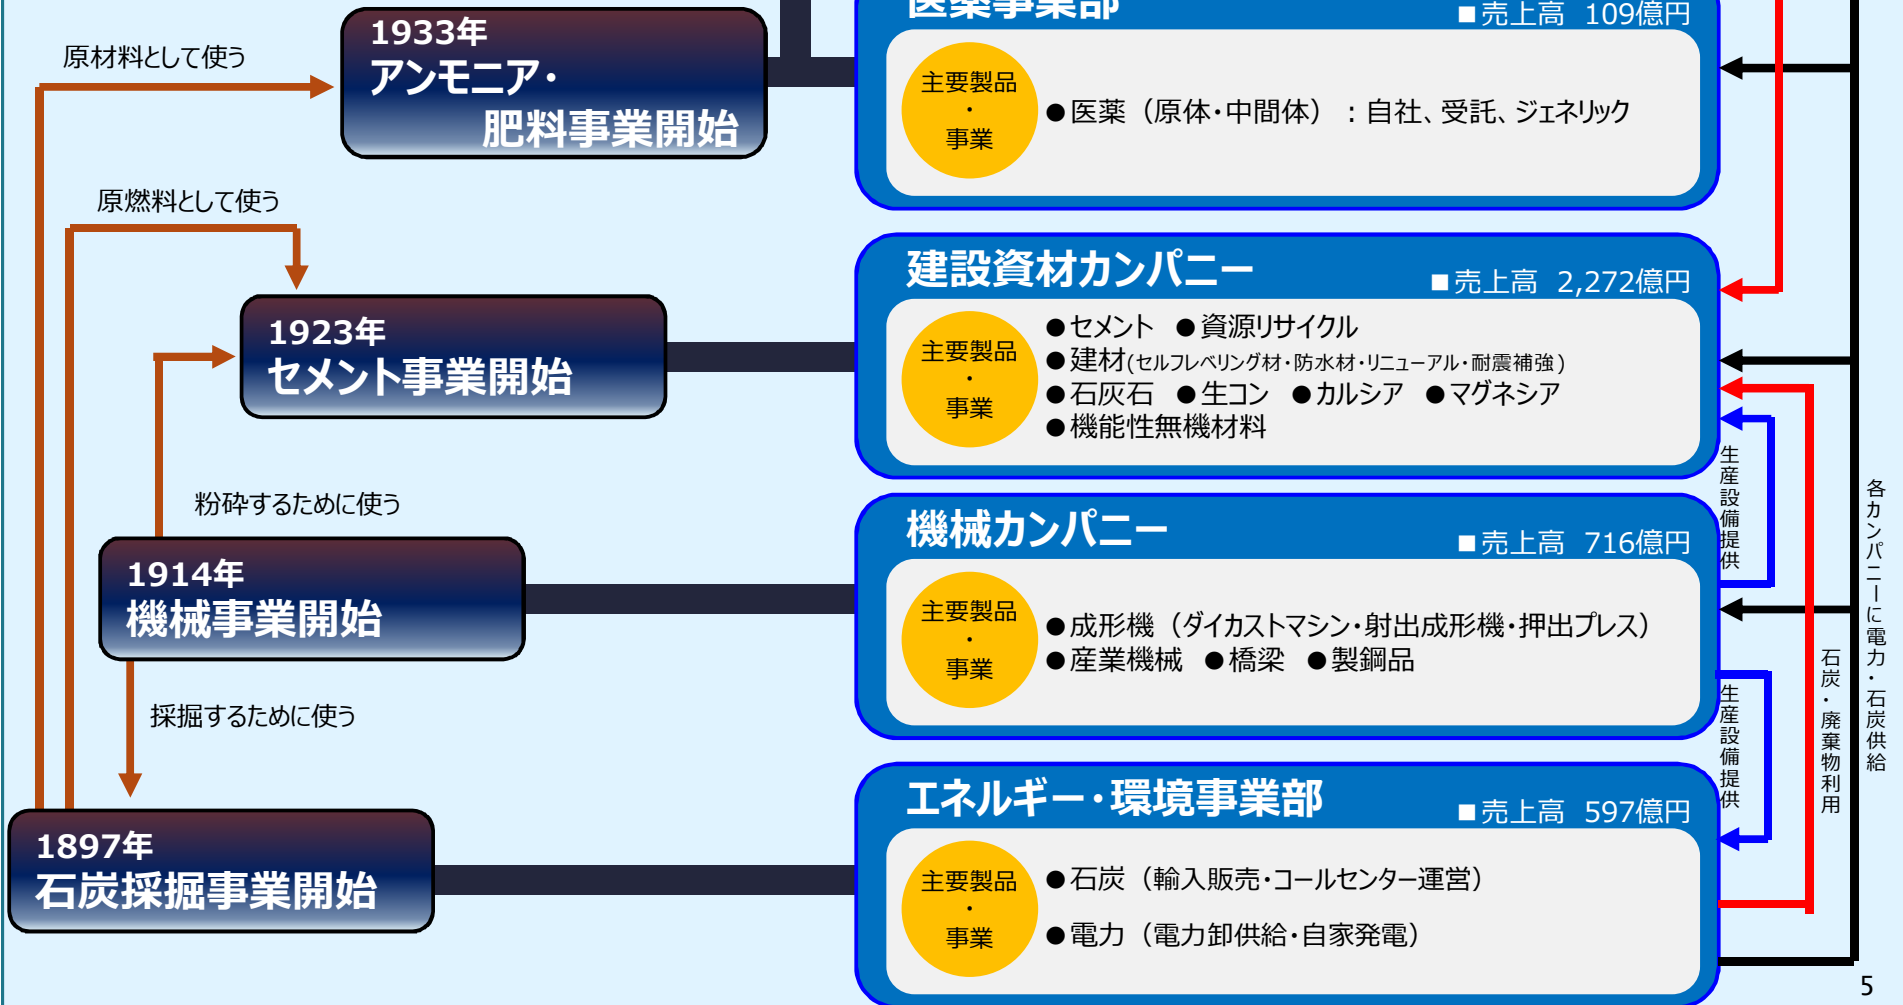 医薬事業部
■売上高 109億円
主要製品
・
事業
●医薬（原体・中間体）：自社、受託、ジェネリック
原材料として使う
1933年
アンモニア・
肥料事業開始
原燃料として使う
1923年
セメント事業開始
建設資材カンパニー
■売上高 2,272億円
主要製品
・
事業
●セメント ●資源リサイクル
●建材(セルフレベリング材・防水材・リニューアル・耐震補強)
●石灰石 ●生コン ●カルシア ●マグネシア
●機能性無機材料
粉砕するために使う
1914年
機械事業開始
機械カンパニー
■売上高 716億円
主要製品
・
事業
●成形機（ダイカストマシン・射出成形機・押出プレス）
●産業機械 ●橋梁 ●製鋼品
採掘するために使う
1897年
石炭採掘事業開始
エネルギー・環境事業部
■売上高 597億円
主要製品
・
事業
●石炭（輸入販売・コールセンター運営）
●電力（電力卸供給・自家発電）
生産設備提供
生産設備提供
石炭・廃棄物利用
各カンパニーに電力・石炭供給
5